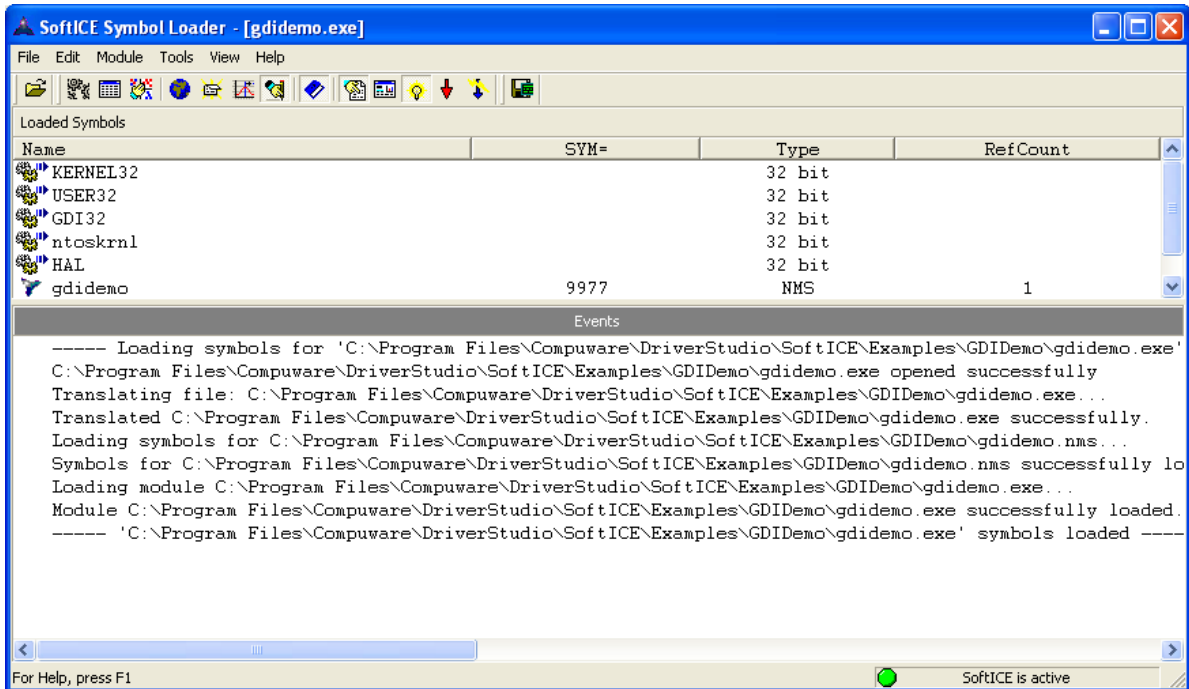 SoftICE Symbol Loader - [gdidemo.exe]
File Edit Module Tools View Help
Loaded Symbols
Name SYM= Type RefCount
KERNEL32 32 bit
USER32 32 bit
GDI32 32 bit
ntoskrnl 32 bit
HAL 32 bit
gdidemo 9977 NMS 1
Events
----- Loading symbols for 'C:\Program Files\Compuware\DriverStudio\SoftICE\Examples\GDIDemo\gdidemo.exe'
C:\Program Files\Compuware\DriverStudio\SoftICE\Examples\GDIDemo\gdidemo.exe opened successfully
Translating file: C:\Program Files\Compuware\DriverStudio\SoftICE\Examples\GDIDemo\gdidemo.exe...
Translated C:\Program Files\Compuware\DriverStudio\SoftICE\Examples\GDIDemo\gdidemo.exe successfully.
Loading symbols for C:\Program Files\Compuware\DriverStudio\SoftICE\Examples\GDIDemo\gdidemo.nms...
Symbols for C:\Program Files\Compuware\DriverStudio\SoftICE\Examples\GDIDemo\gdidemo.nms successfully lo
Loading module C:\Program Files\Compuware\DriverStudio\SoftICE\Examples\GDIDemo\gdidemo.exe...
Module C:\Program Files\Compuware\DriverStudio\SoftICE\Examples\GDIDemo\gdidemo.exe successfully loaded.
----- 'C:\Program Files\Compuware\DriverStudio\SoftICE\Examples\GDIDemo\gdidemo.exe' symbols loaded ----
For Help, press F1 SoftICE is active